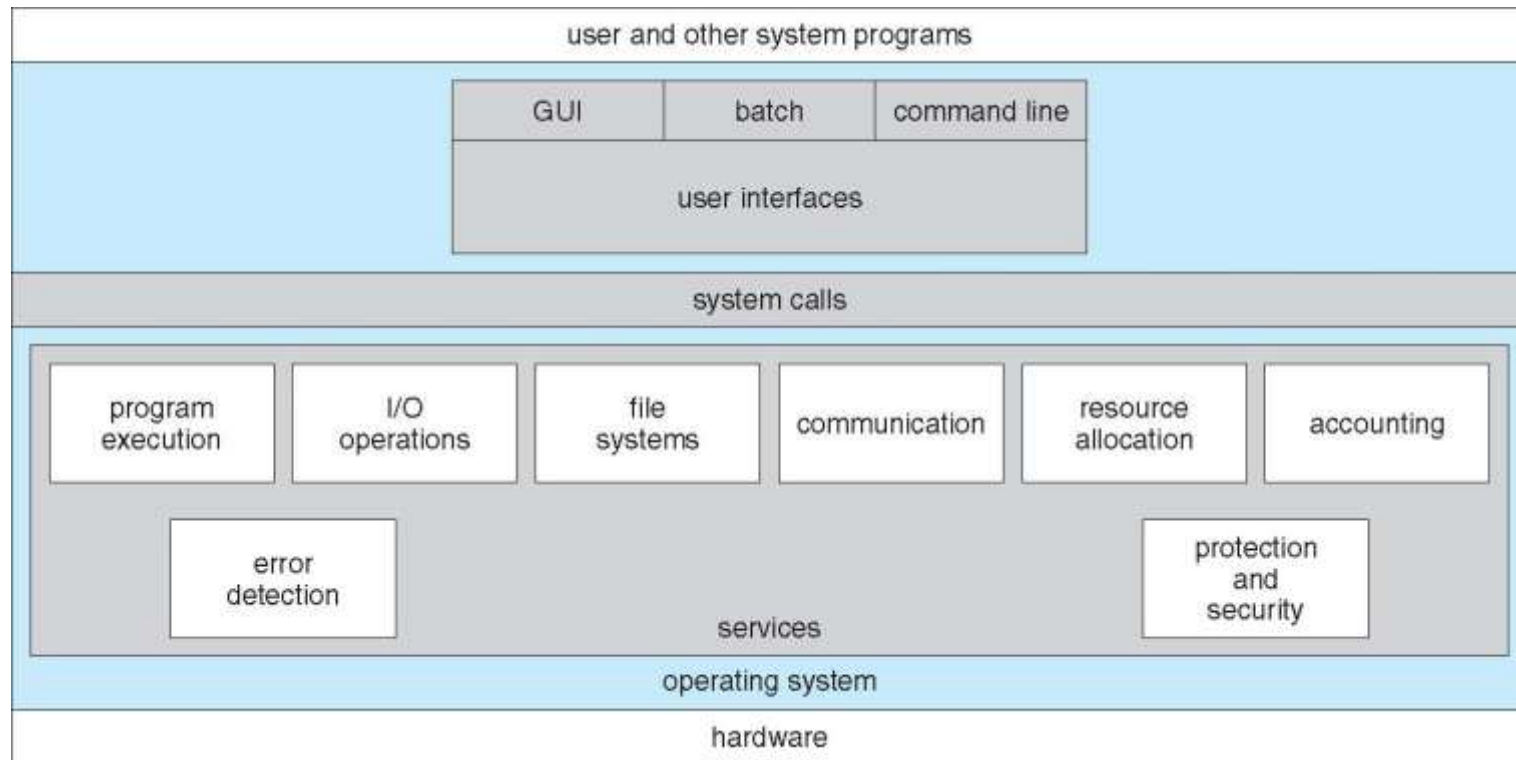 user and other system programs
GUI
batch
command line
user interfaces
system calls
program
execution
I/O
operations
file
systems
communication
resource
allocation
accounting
error
detection
protection
and
security
services
operating system
hardware